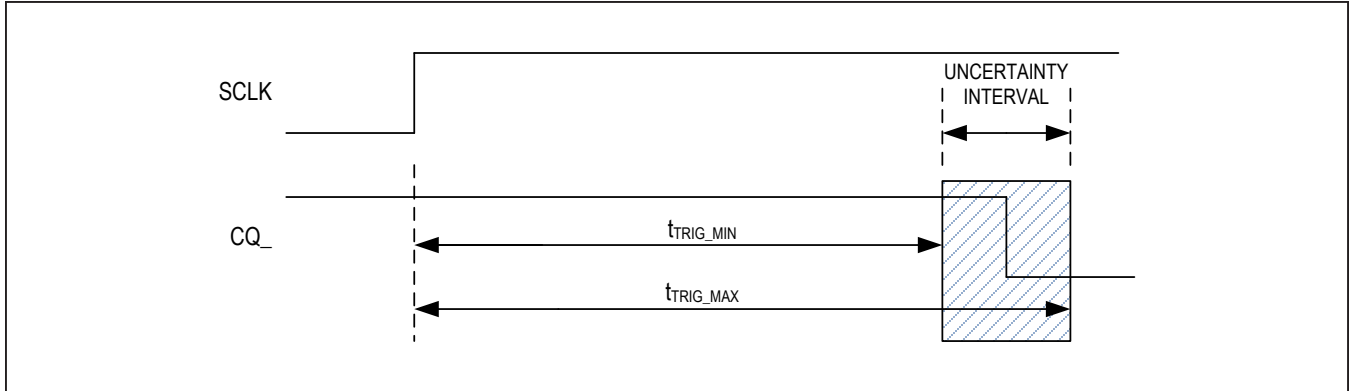 SCLK
UNCERTAINTY
INTERVAL
CQ_
tTRIG_MIN
tTRIG_MAX